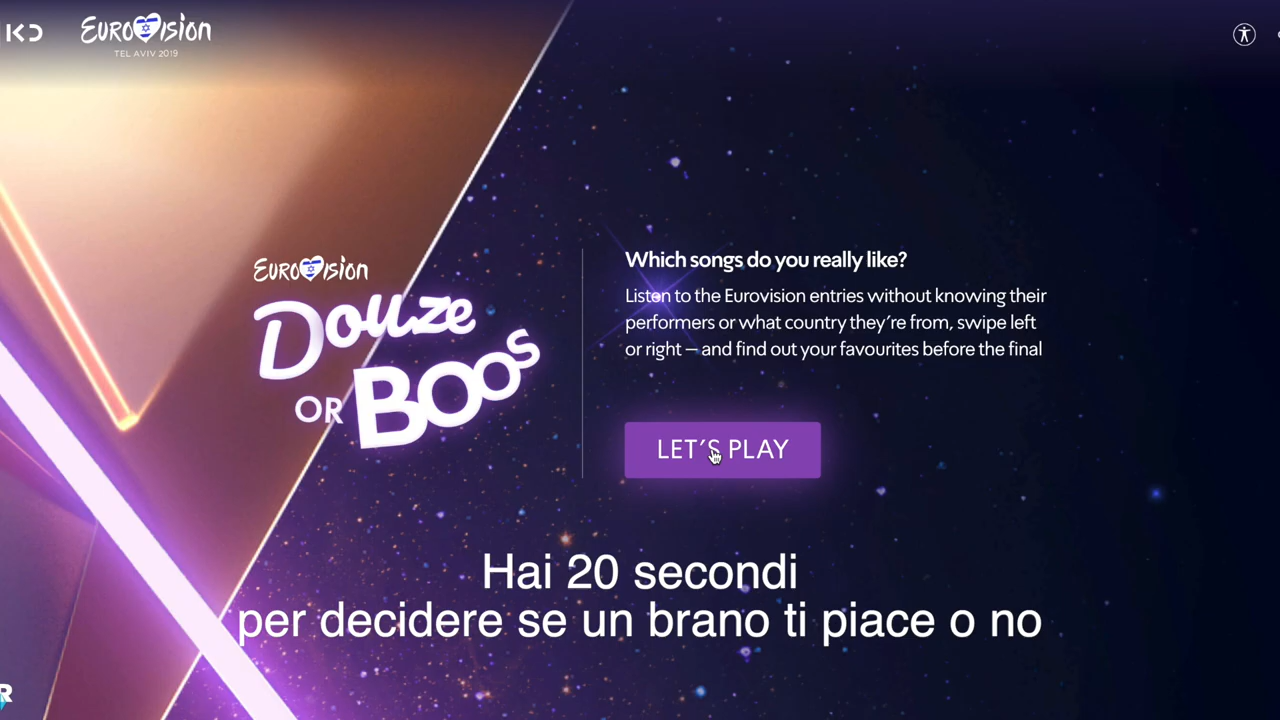 EUROVISION
TEL AVIV 2019
EUROVISION
Douze
OR BOOS
Which songs do you really like?
Listen to the Eurovision entries without knowing their
performers or what country they're from, swipe left
or right – and find out your favourites before the final
LET'S PLAY
Hai 20 secondi
per decidere se un brano ti piace o no
R